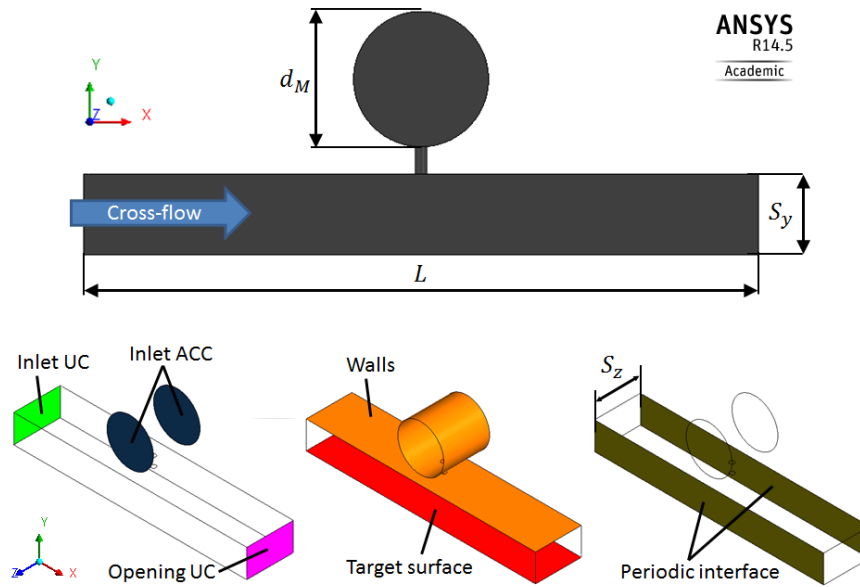 ANSYS
R14.5
Academic
d_M
Y
Z
X
Cross-flow
S_y
L
Inlet UC
Inlet ACC
Walls
S_z
Y
Z
X
Opening UC
Target surface
Periodic interface